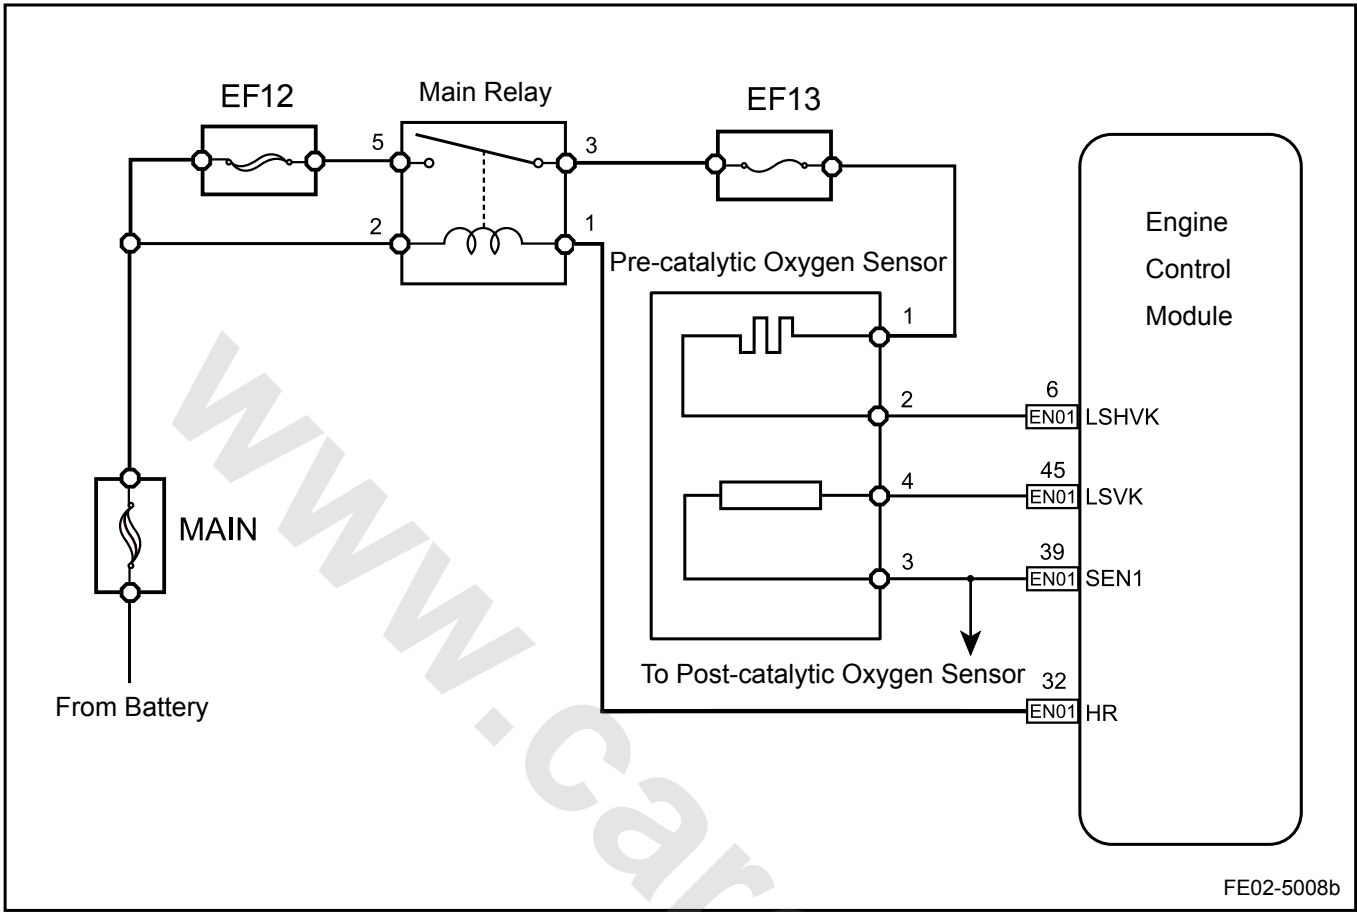 EF12
Main Relay
EF13
5
3
2
1
Engine
Control
Module
Pre-catalytic Oxygen Sensor
1
2
6
EN01 LSHVK
4
45
EN01 LSVK
MAIN
3
39
EN01 SEN1
To Post-catalytic Oxygen Sensor
32
EN01 HR
From Battery
www.car
FE02-5008b